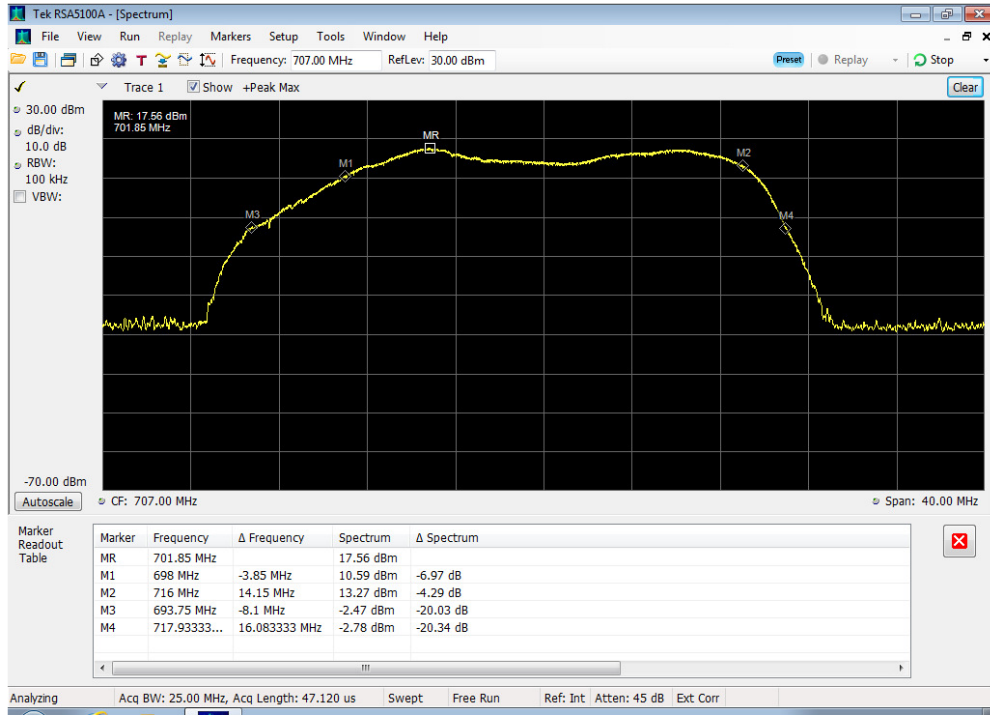 Tek RSA5100A - [Spectrum]
File View Run Replay Markers Setup Tools Window Help
T Frequency: 707.00 MHz RefLev: 30.00 dBm Preset Replay Stop
Trace 1 Show +Peak Max Clear
30.00 dBm
dB/div:
10.0 dB
RBW:
100 kHz
VBW:
-70.00 dBm
Autoscale
MR: 17.56 dBm
701.85 MHz
MR
M1
M2
M3
M4
CF: 707.00 MHz Span: 40.00 MHz
Marker Readout Table
Marker Frequency Δ Frequency Spectrum Δ Spectrum
MR 701.85 MHz 17.56 dBm
M1 698 MHz -3.85 MHz 10.59 dBm -6.97 dB
M2 716 MHz 14.15 MHz 13.27 dBm -4.29 dB
M3 693.75 MHz -8.1 MHz -2.47 dBm -20.03 dB
M4 717.93333... 16.083333 MHz -2.78 dBm -20.34 dB
Analyzing Acq BW: 25.00 MHz, Acq Length: 47.120 us Swept Free Run Ref: Int Atten: 45 dB Ext Corr